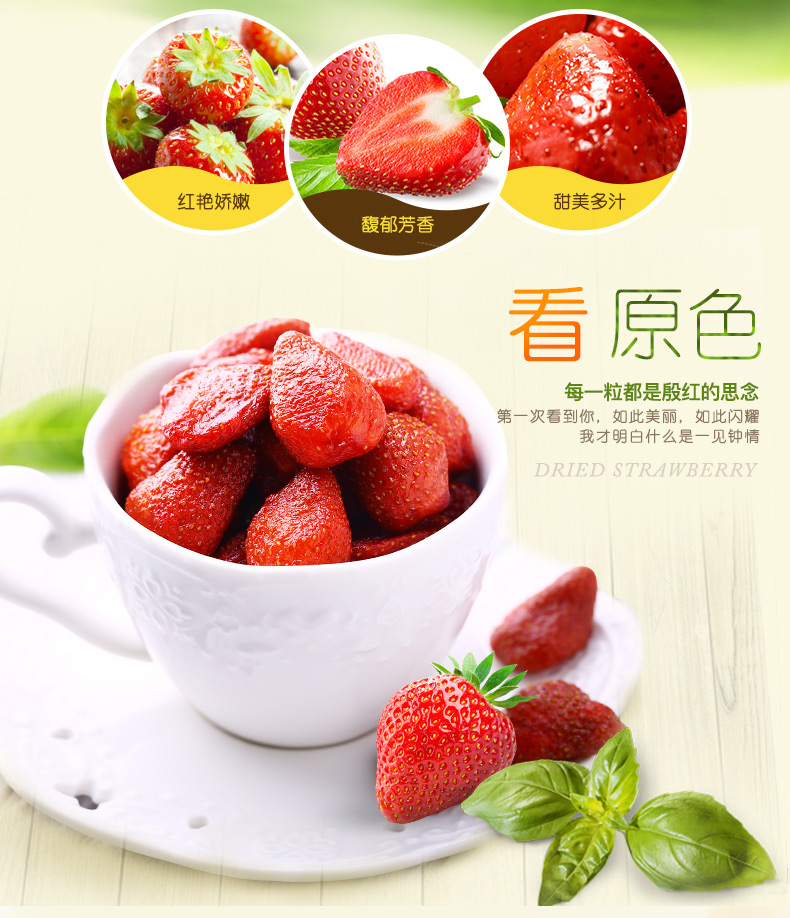 红艳娇嫩
馥郁芳香
甜美多汁
看 原色
每一粒都是殷红的思念
第一次看到你，如此美丽，如此闪耀
我才明白什么是一见钟情
DRIED STRAWBERRY